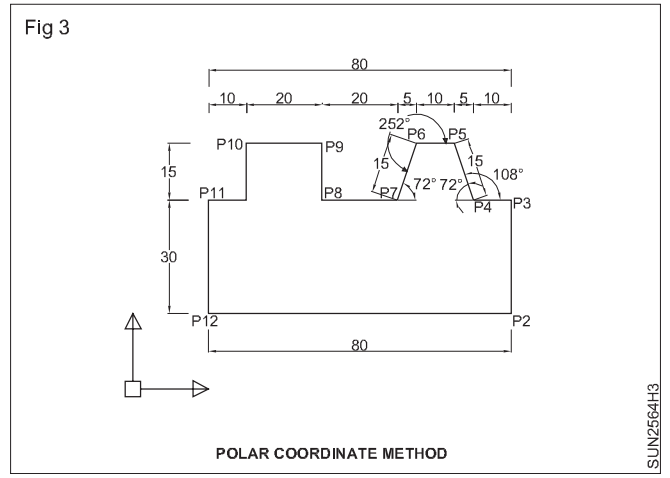 Fig 3
80
10 20 20 5 10 5 10
252°
P10 P9 P6 P5
15 15 15 108°
72° 72°
P11 P8 P7 P4 P3
30
P12 P2
80
POLAR COORDINATE METHOD
SUN2564H3